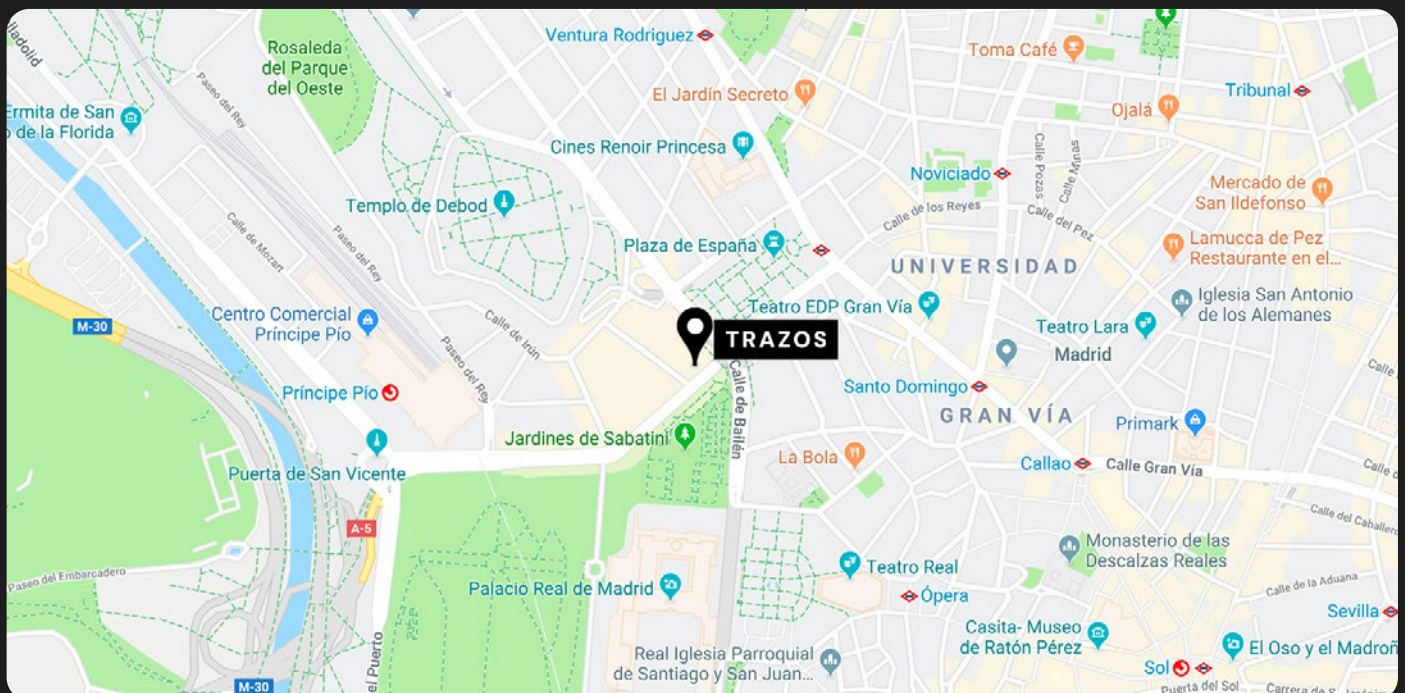 Ventura Rodriguez
Toma Café
Rosaleda
del Parque
del Oeste
Paseo del Rey
El Jardín Secreto
Tribunal
Ojalá
Ermita de San
de la Florida
Cines Renoir Princesa
Calle Pozas
Calle Minas
Noviciado
Mercado de
San Ildefonso
Templo de Debod
Calle de los Reyes
Calle del Pez
Calle de Mozart
Paseo del Rey
Plaza de España
Lamucca de Pez
Restaurante en el...
UNIVERSIDAD
Teatro EDP Gran Vía
Iglesia San Antonio
de los Alemanes
Centro Comercial
Príncipe Pío
M-30
Calle de Irún
TRAZOS
Teatro Lara
Madrid
Paseo del Rey
Calle de Bailén
Príncipe Pío
Santo Domingo
GRAN VÍA
Primark
Jardines de Sabatini
La Bola
Callao
Calle Gran Vía
Puerta de San Vicente
A-5
Calle del Caballero
Monasterio de las
Descalzas Reales
Paseo del Embarcadero
Palacio Real de Madrid
Teatro Real
Calle de la Aduana
Ópera
Sevilla
Casita- Museo
de Ratón Pérez
El Oso y el Madroñ
Real Iglesia Parroquial
de Santiago y San Juan...
Sol
el Puerto
M-30
Puerta del Sol